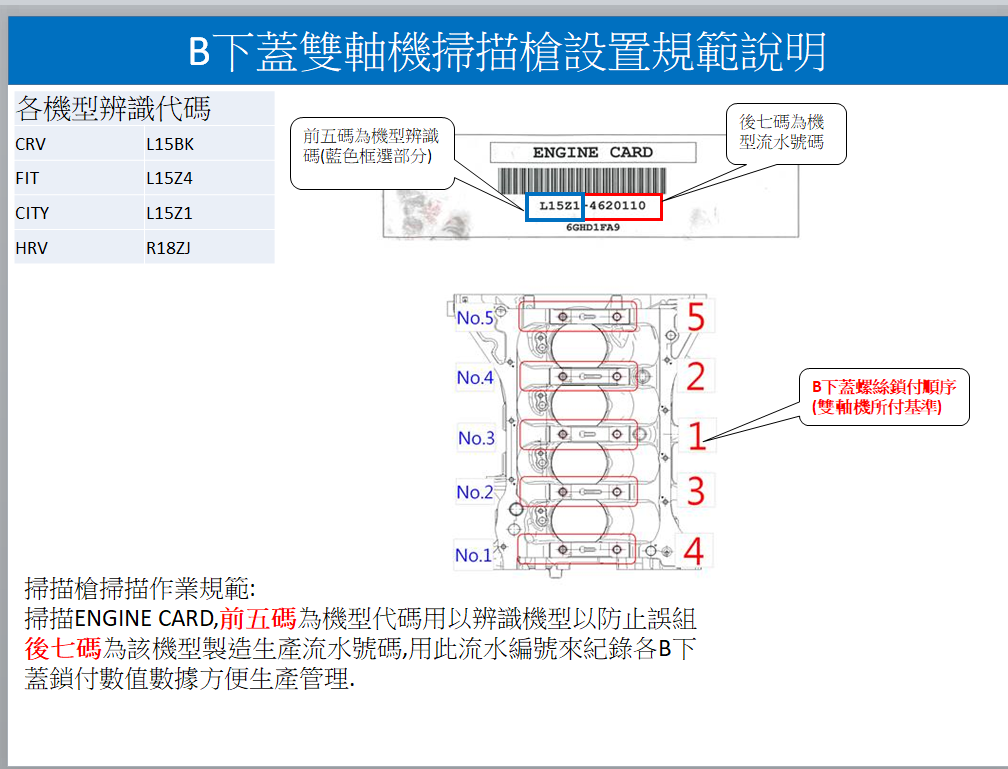 B下蓋雙軸機掃描槍設置規範說明
各機型辨識代碼
CRV L15BK
FIT L15Z4
CITY L15Z1
HRV R18ZJ
前五碼為機型辨識
碼(藍色框選部分)
後七碼為機
型流水號碼
ENGINE CARD
L15Z1-4620110
6GHD1FA9
No.5 5
No.4 2
No.3 1
No.2 3
No.1 4
B下蓋螺絲鎖付順序
(雙軸機所付基準)
掃描槍掃描作業規範:
掃描ENGINE CARD,前五碼為機型代碼用以辨識機型以防止誤組
後七碼為該機型製造生產流水號碼,用此流水編號來紀錄各B下
蓋鎖付數值數據方便生產管理.